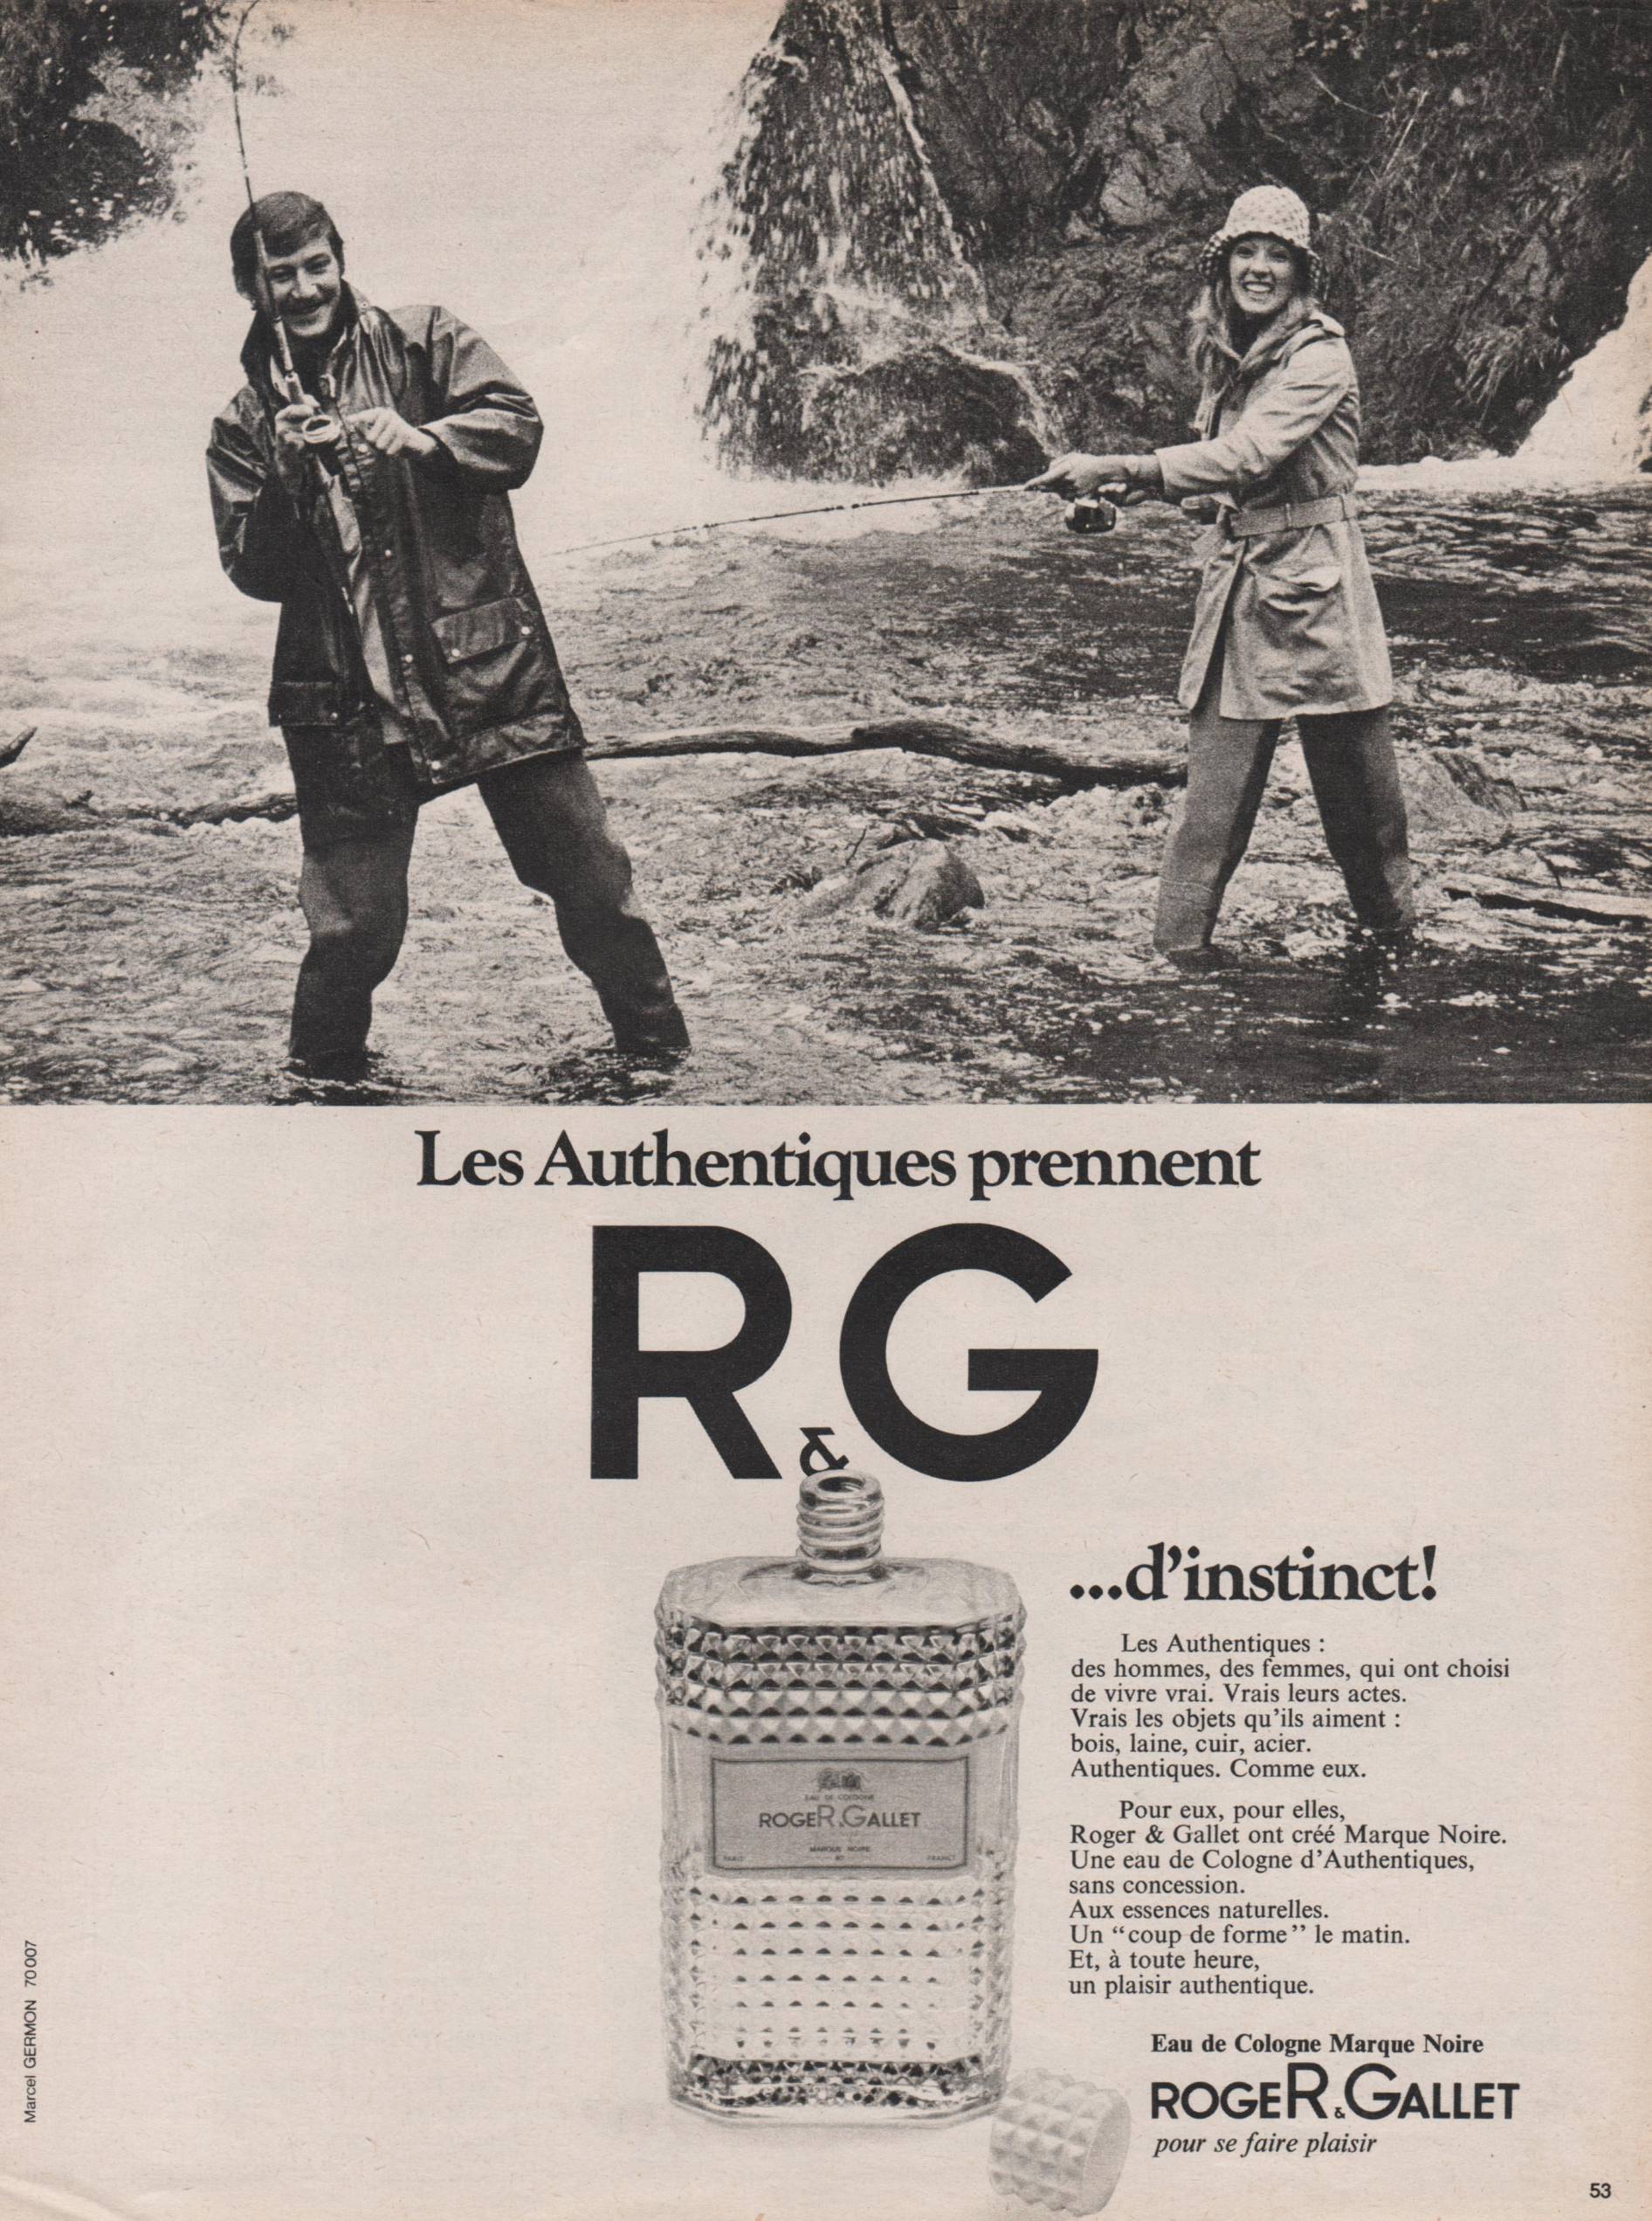 Les Authentiques prennent
R&G
...d'instinct!
Les Authentiques :
des hommes, des femmes, qui ont choisi
de vivre vrai. Vrais leurs actes.
Vrais les objets qu'ils aiment :
bois, laine, cuir, acier.
Authentiques. Comme eux.
Pour eux, pour elles,
Roger & Gallet ont créé Marque Noire.
Une eau de Cologne d'Authentiques,
sans concession.
Aux essences naturelles.
Un “coup de forme” le matin.
Et, à toute heure,
un plaisir authentique.
Eau de Cologne Marque Noire
ROGER & GALLET
pour se faire plaisir
EAU DE COLOGNE
ROGER & GALLET
MARQUE NOIRE
PARIS
FRANCE
Marcel GERMON 70007
53